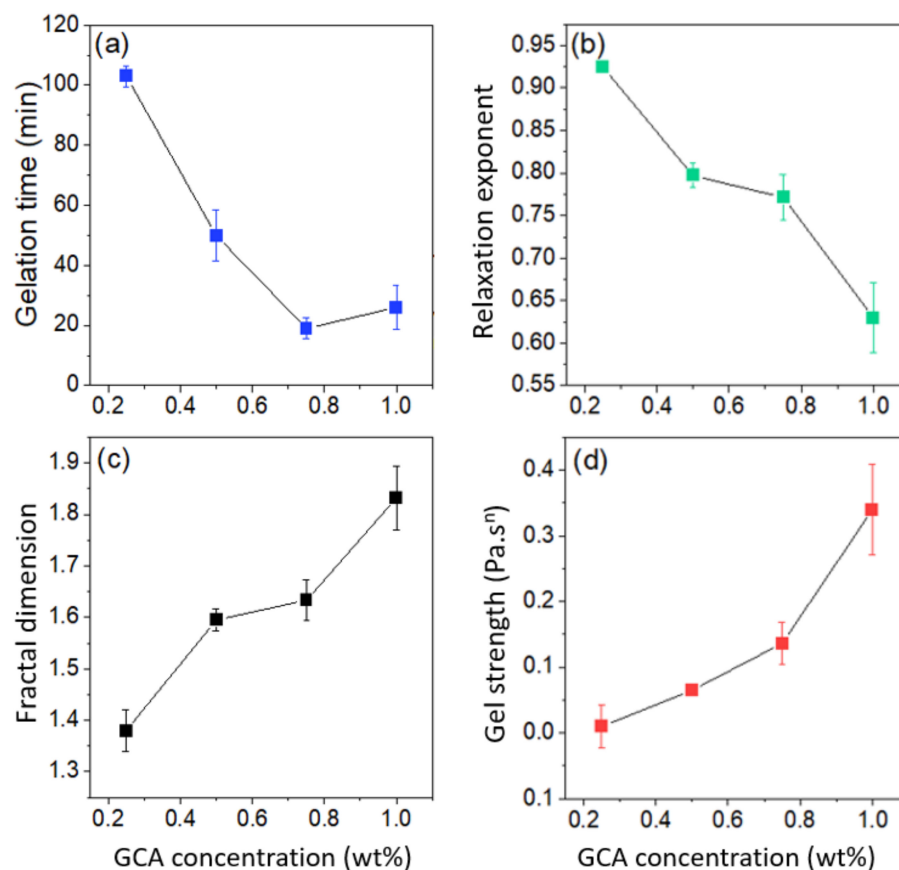 (a)
Gelation time (min)
120
100
80
60
40
20
0
0.2 0.4 0.6 0.8 1.0
(b)
Relaxation exponent
0.95
0.90
0.85
0.80
0.75
0.70
0.65
0.60
0.55
0.2 0.4 0.6 0.8 1.0
(c)
Fractal dimension
1.9
1.8
1.7
1.6
1.5
1.4
1.3
0.2 0.4 0.6 0.8 1.0
GCA concentration (wt%)
(d)
Gel strength (Pa.sⁿ)
0.4
0.3
0.2
0.1
0.0
0.1
0.2 0.4 0.6 0.8 1.0
GCA concentration (wt%)